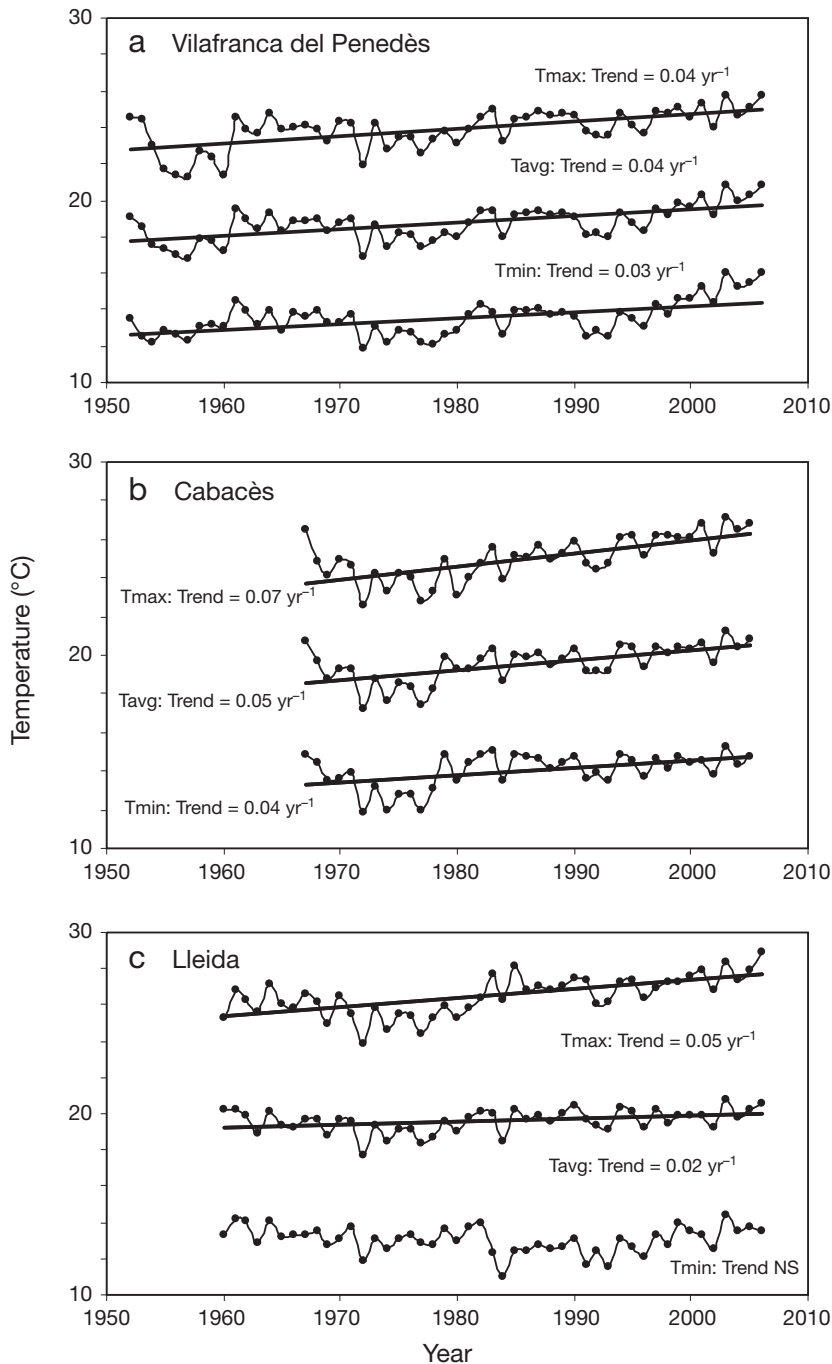 30
a Vilafranca del Penedès
Tmax: Trend = 0.04 yr⁻¹
Tavg: Trend = 0.04 yr⁻¹
20
Tmin: Trend = 0.03 yr⁻¹
10
1950 1960 1970 1980 1990 2000 2010
30
b Cabacès
Tmax: Trend = 0.07 yr⁻¹
20
Tavg: Trend = 0.05 yr⁻¹
Tmin: Trend = 0.04 yr⁻¹
10
1950 1960 1970 1980 1990 2000 2010
Temperature (°C)
30
c Lleida
Tmax: Trend = 0.05 yr⁻¹
20
Tavg: Trend = 0.02 yr⁻¹
Tmin: Trend NS
10
1950 1960 1970 1980 1990 2000 2010
Year